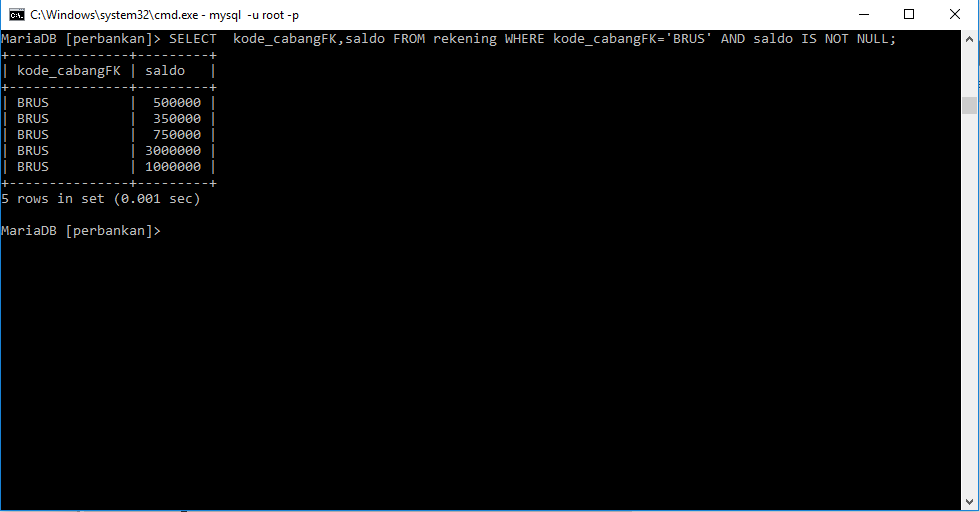 C:\Windows\system32\cmd.exe - mysql  -u root -p
MariaDB [perbankan]> SELECT  kode_cabangFK,saldo FROM rekening WHERE kode_cabangFK='BRUS' AND saldo IS NOT NULL;
+---------------+---------+
| kode_cabangFK | saldo   |
+---------------+---------+
| BRUS          |  500000 |
| BRUS          |  350000 |
| BRUS          |  750000 |
| BRUS          | 3000000 |
| BRUS          | 1000000 |
+---------------+---------+
5 rows in set (0.001 sec)
MariaDB [perbankan]>